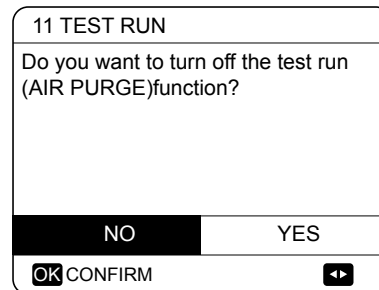 11 TEST RUN
Do you want to turn off the test run
(AIR PURGE)function?
NO YES
OK CONFIRM